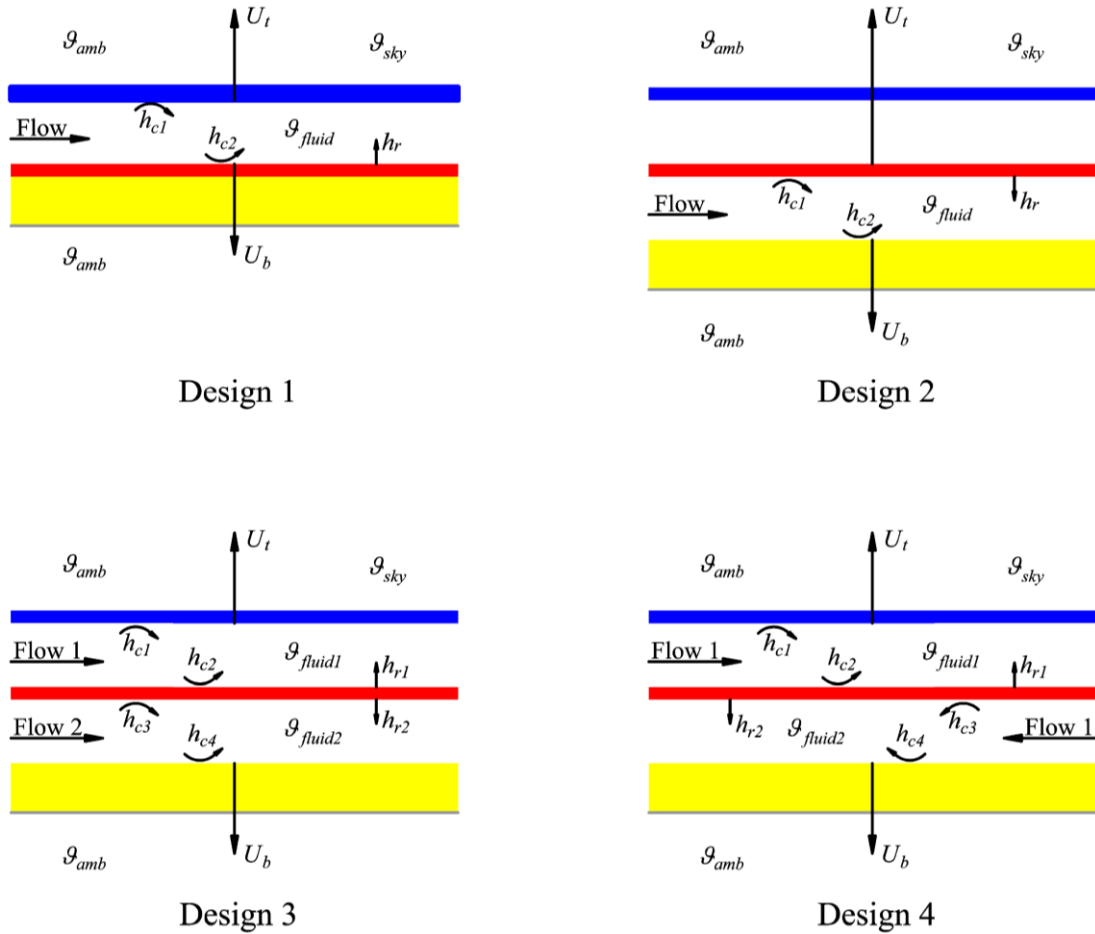 U_t
ϑ_amb ϑ_sky
h_c1
Flow h_c2 ϑ_fluid h_r
ϑ_amb U_b
Design 1
U_t
ϑ_amb ϑ_sky
h_c1 h_r
Flow h_c2 ϑ_fluid
ϑ_amb U_b
Design 2
U_t
ϑ_amb ϑ_sky
Flow 1 h_c1 h_c2 ϑ_fluid1 h_r1
Flow 2 h_c3 h_c4 ϑ_fluid2 h_r2
ϑ_amb U_b
Design 3
U_t
ϑ_amb ϑ_sky
Flow 1 h_c1 h_c2 ϑ_fluid1 h_r1
h_r2 ϑ_fluid2 h_c4 h_c3 Flow 1
ϑ_amb U_b
Design 4